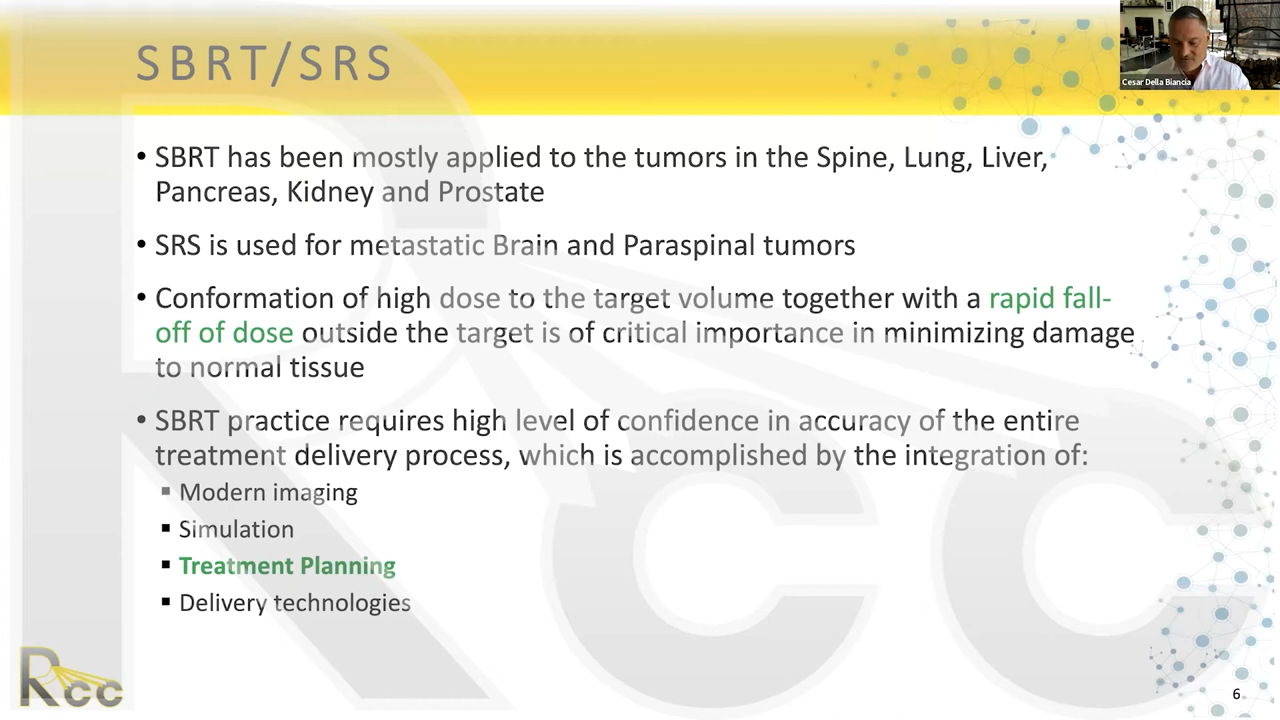 SBRT/SRS
Cesar Della Biancia
• SBRT has been mostly applied to the tumors in the Spine, Lung, Liver,
Pancreas, Kidney and Prostate
• SRS is used for metastatic Brain and Paraspinal tumors
• Conformation of high dose to the target volume together with a rapid fall-
off of dose outside the target is of critical importance in minimizing damage
to normal tissue
• SBRT practice requires high level of confidence in accuracy of the entire
treatment delivery process, which is accomplished by the integration of:
▪ Modern imaging
▪ Simulation
▪ Treatment Planning
▪ Delivery technologies
Rcc
Rcc
6